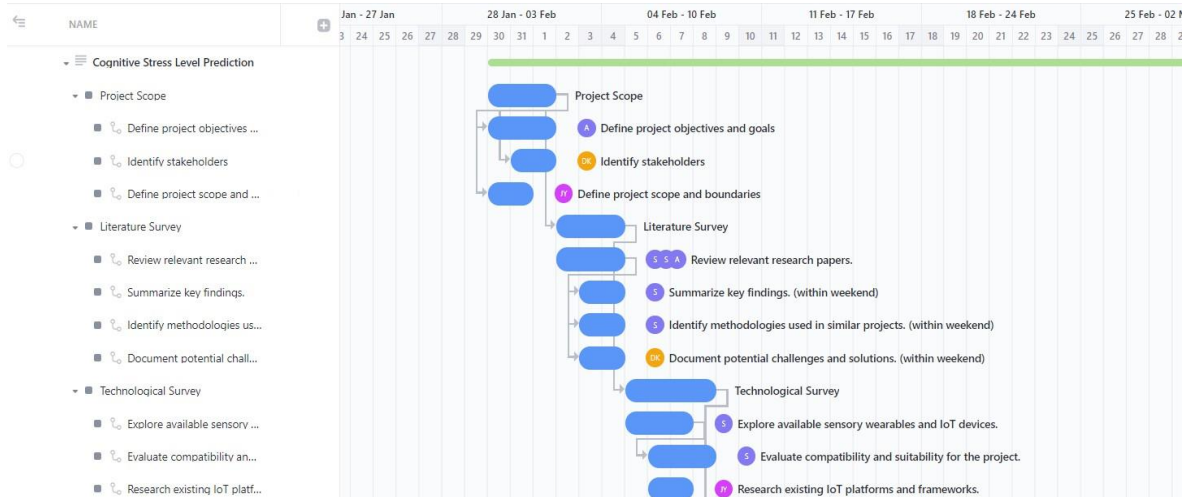 Jan - 27 Jan 28 Jan - 03 Feb 04 Feb - 10 Feb 11 Feb - 17 Feb 18 Feb - 24 Feb 25 Feb - 02 M
NAME
3 24 25 26 27 28 29 30 31 1 2 3 4 5 6 7 8 9 10 11 12 13 14 15 16 17 18 19 20 21 22 23 24 25 26 27 28 2
Cognitive Stress Level Prediction
Project Scope Project Scope
Define project objectives ... A Define project objectives and goals
Identify stakeholders DK Identify stakeholders
Define project scope and ... JY Define project scope and boundaries
Literature Survey Literature Survey
Review relevant research ... S S A Review relevant research papers.
Summarize key findings. S Summarize key findings. (within weekend)
Identify methodologies us... S Identify methodologies used in similar projects. (within weekend)
Document potential chall... DK Document potential challenges and solutions. (within weekend)
Technological Survey Technological Survey
Explore available sensory ... S Explore available sensory wearables and IoT devices.
Evaluate compatibility an... S Evaluate compatibility and suitability for the project.
Research existing IoT platf... JY Research existing IoT platforms and frameworks.